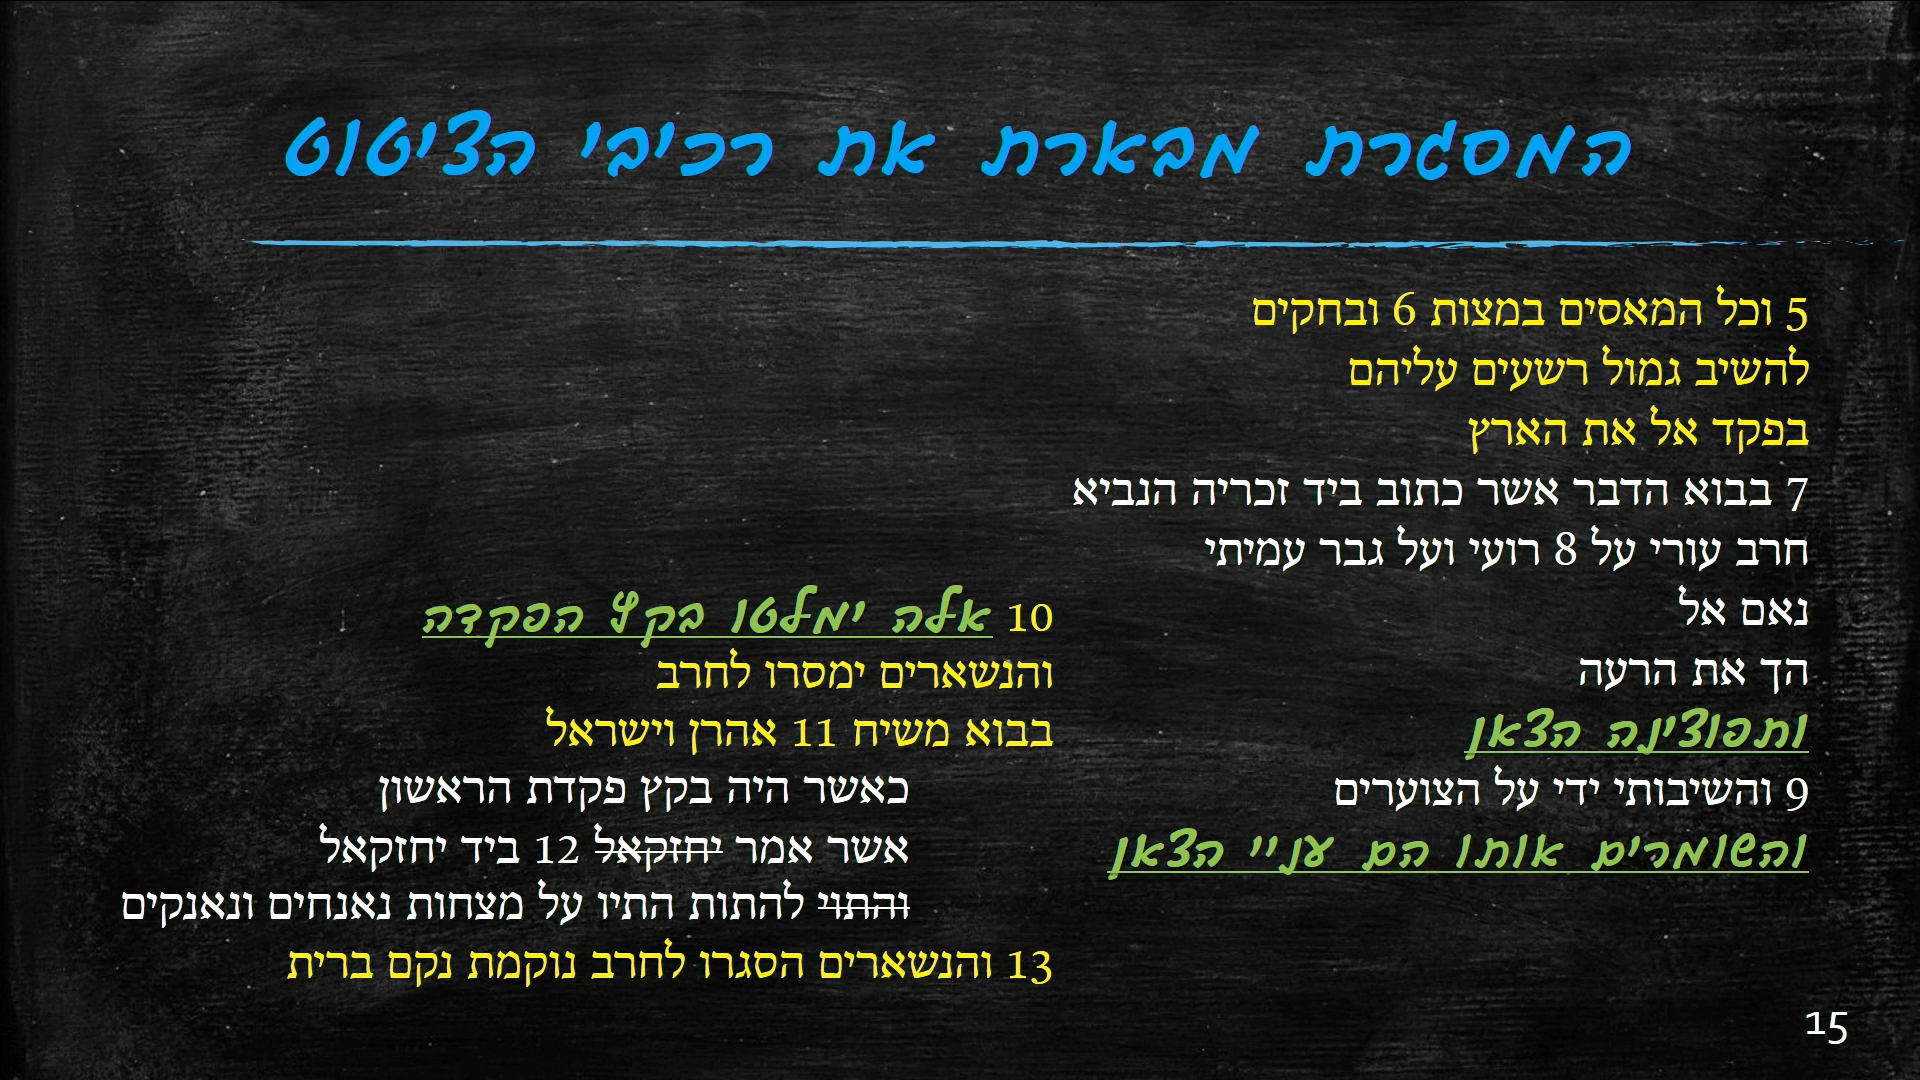 המסגרת מבארת את רכיבי הציטוט
5 וכל המאסים במצות 6 ובחקים
להשיב גמול רשעים עליהם
בפקד אל את הארץ
7 בבוא הדבר אשר כתוב ביד זכריה הנביא
חרב עורי על 8 רועי ועל גבר עמיתי
נאם אל
הך את הרעה
ותפוצינה הצאן
9 והשיבותי ידי על הצוערים
והשומרים אותו הם עניי הצאן
10 אלה ימלטו בקץ הפקדה
והנשארים ימסרו לחרב
בבוא משיח 11 אהרן וישראל
כאשר היה בקץ פקדת הראשון
אשר אמר יחזקאל 12 ביד יחזקאל
והתוי להתות התיו על מצחות נאנחים ונאנקים
13 והנשארים הסגרו לחרב נוקמת נקם ברית
15